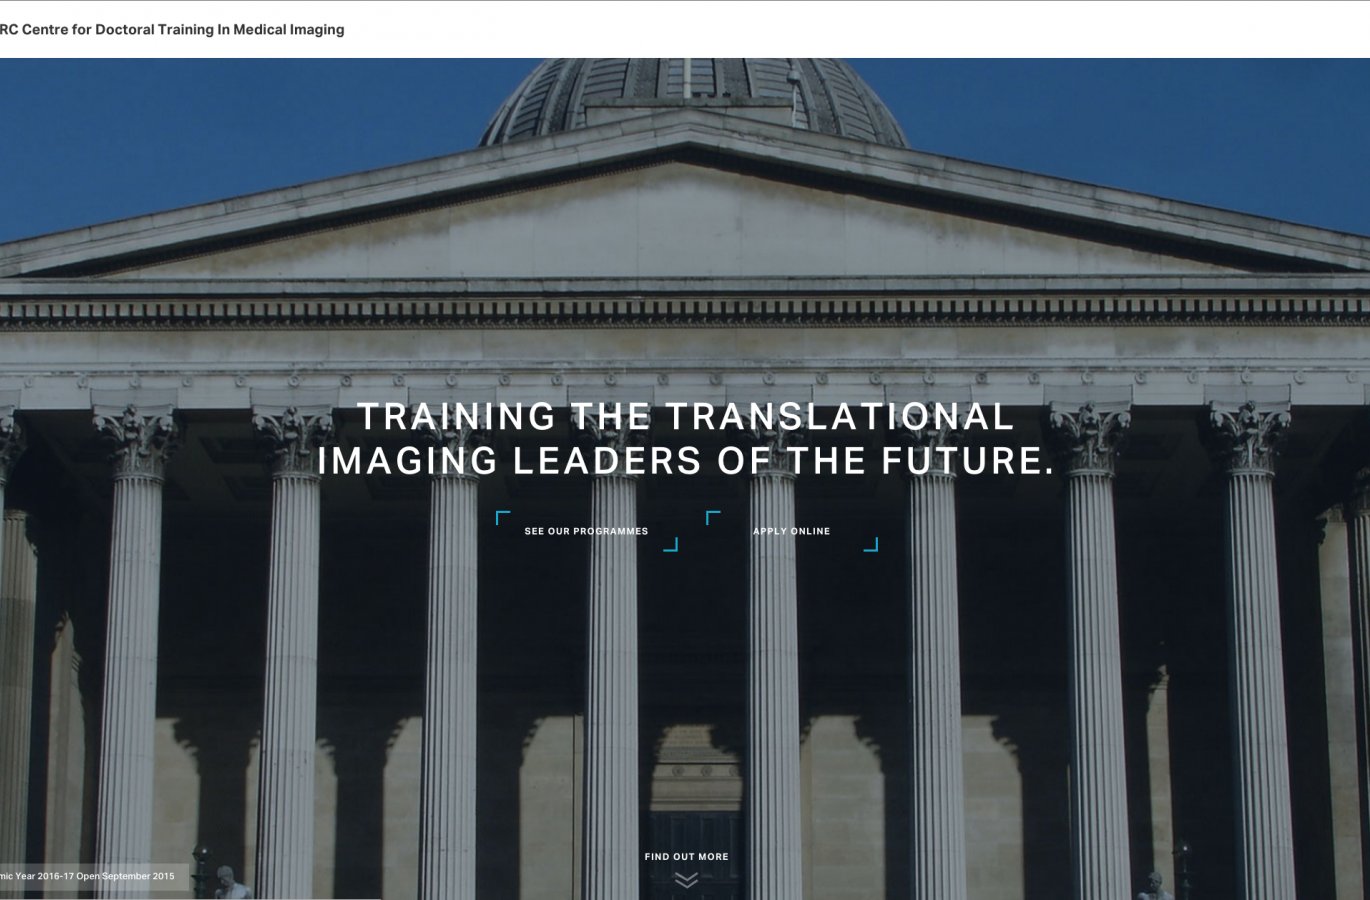 RC Centre for Doctoral Training In Medical Imaging
TRAINING THE TRANSLATIONAL
IMAGING LEADERS OF THE FUTURE.
SEE OUR PROGRAMMES
APPLY ONLINE
FIND OUT MORE
mic Year 2016-17 Open September 2015